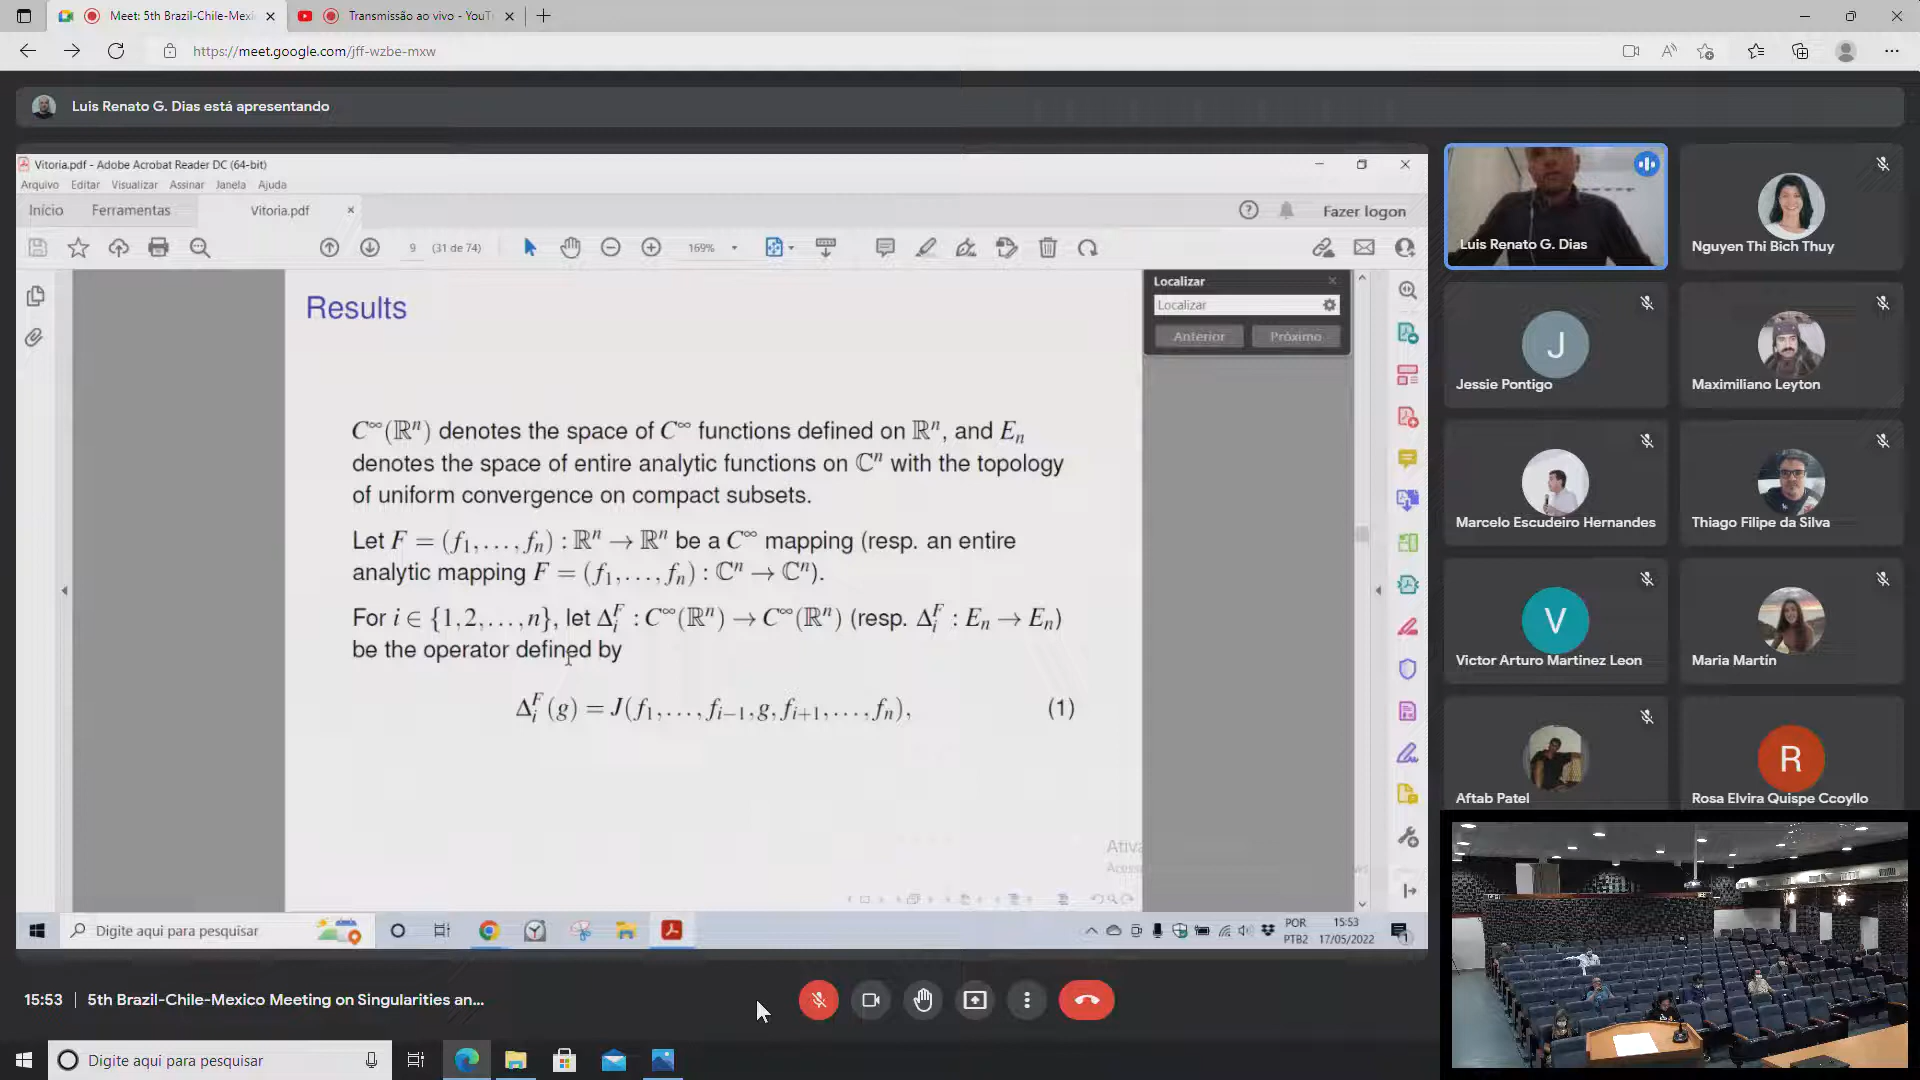 Meet: 5th Brazil-Chile-Mexi
Transmissão ao vivo - YouT
https://meet.google.com/jff-wzbe-mxw
Luis Renato G. Dias está apresentando
Vitoria.pdf - Adobe Acrobat Reader DC (64-bit)
Arquivo Editar Visualizar Assinar Janela Ajuda
Início Ferramentas Vitoria.pdf Fazer logon
9 (31 de 74) 169%
Localizar
Localizar
Anterior Próximo
Results
C^∞(ℝ^n) denotes the space of C^∞ functions defined on ℝ^n, and E_n
denotes the space of entire analytic functions on ℂ^n with the topology
of uniform convergence on compact subsets.
Let F = (f_1, …, f_n) : ℝ^n → ℝ^n be a C^∞ mapping (resp. an entire
analytic mapping F = (f_1, …, f_n) : ℂ^n → ℂ^n).
For i ∈ {1, 2, …, n}, let Δ_i^F : C^∞(ℝ^n) → C^∞(ℝ^n) (resp. Δ_i^F : E_n → E_n)
be the operator defined by
Δ_i^F(g) = J(f_1, …, f_{i−1}, g, f_{i+1}, …, f_n), (1)
Digite aqui para pesquisar
POR
PTB2
15:53
17/05/2022
1
Luis Renato G. Dias
Nguyen Thi Bich Thuy
J
Jessie Pontigo
Maximiliano Leyton
Marcelo Escudeiro Hernandes
Thiago Filipe da Silva
V
Victor Arturo Martinez Leon
Maria Martín
Aftab Patel
R
Rosa Elvira Quispe Ccoyllo
15:53 | 5th Brazil-Chile-Mexico Meeting on Singularities an...
Digite aqui para pesquisar